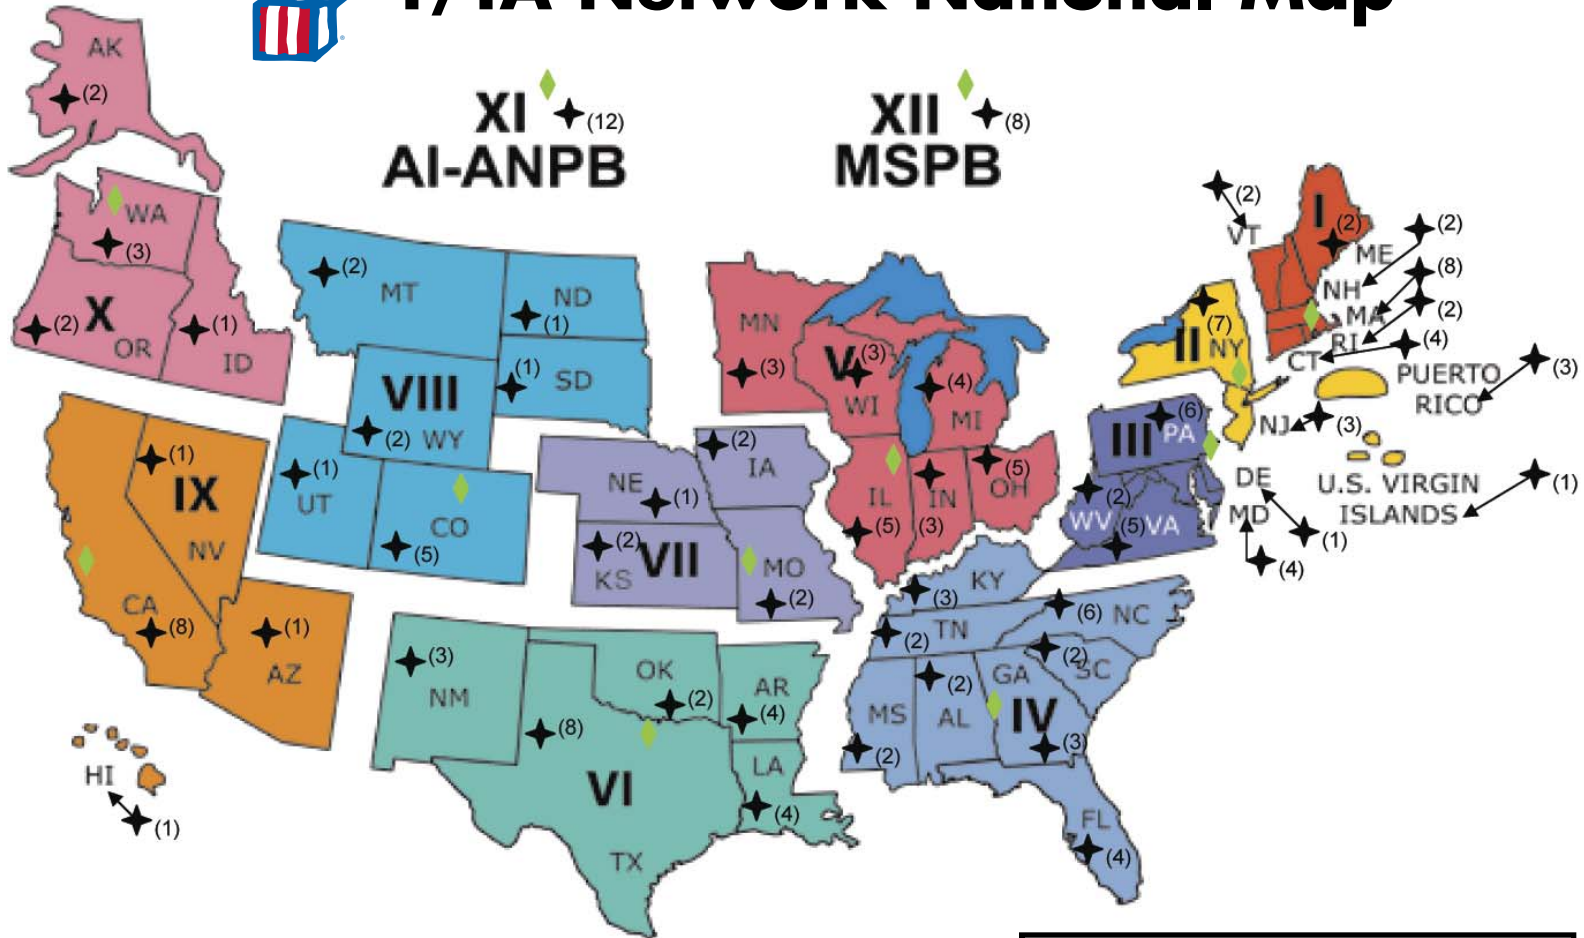 T/TA Network National Map
AK
(2)
XI
(12)
AI-ANPB
XII
(8)
MSPB
WA
(3)
X
(2)
OR
(1)
ID
(2)
MT
ND
(1)
(1)
SD
VIII
(2)
WY
(1)
UT
CO
(5)
(1)
IX
NV
CA
(8)
(1)
AZ
HI
(1)
NE
(1)
(2)
IA
(2)
KS
VII
MO
(2)
(3)
NM
OK
(2)
(8)
AR
(4)
VI
LA
(4)
TX
MN
(3)
V
(3)
WI
(4)
MI
IL
(5)
IN
(3)
(5)
OH
KY
(3)
(2)
TN
(6)
NC
(2)
SC
(2)
MS
(2)
AL
GA
IV
(3)
FL
(4)
III
(6)
PA
(2)
WV
(5)
VA
(7)
II
NY
I
(2)
ME
(2)
VT
(2)
NH
(8)
MA
(2)
RI
(4)
CT
PUERTO
RICO
(3)
NJ
(3)
U.S. VIRGIN
ISLANDS
(1)
DE
(1)
MD
(4)